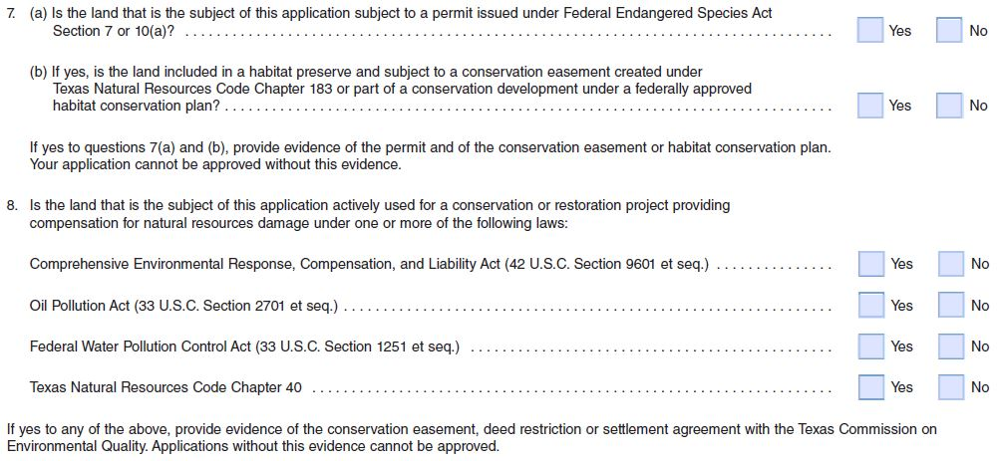 7. (a) Is the land that is the subject of this application subject to a permit issued under Federal Endangered Species Act
Section 7 or 10(a)? Yes No
(b) If yes, is the land included in a habitat preserve and subject to a conservation easement created under
Texas Natural Resources Code Chapter 183 or part of a conservation development under a federally approved
habitat conservation plan? Yes No
If yes to questions 7(a) and (b), provide evidence of the permit and of the conservation easement or habitat conservation plan.
Your application cannot be approved without this evidence.
8. Is the land that is the subject of this application actively used for a conservation or restoration project providing
compensation for natural resources damage under one or more of the following laws:
Comprehensive Environmental Response, Compensation, and Liability Act (42 U.S.C. Section 9601 et seq.) Yes No
Oil Pollution Act (33 U.S.C. Section 2701 et seq.) Yes No
Federal Water Pollution Control Act (33 U.S.C. Section 1251 et seq.) Yes No
Texas Natural Resources Code Chapter 40 Yes No
If yes to any of the above, provide evidence of the conservation easement, deed restriction or settlement agreement with the Texas Commission on
Environmental Quality. Applications without this evidence cannot be approved.